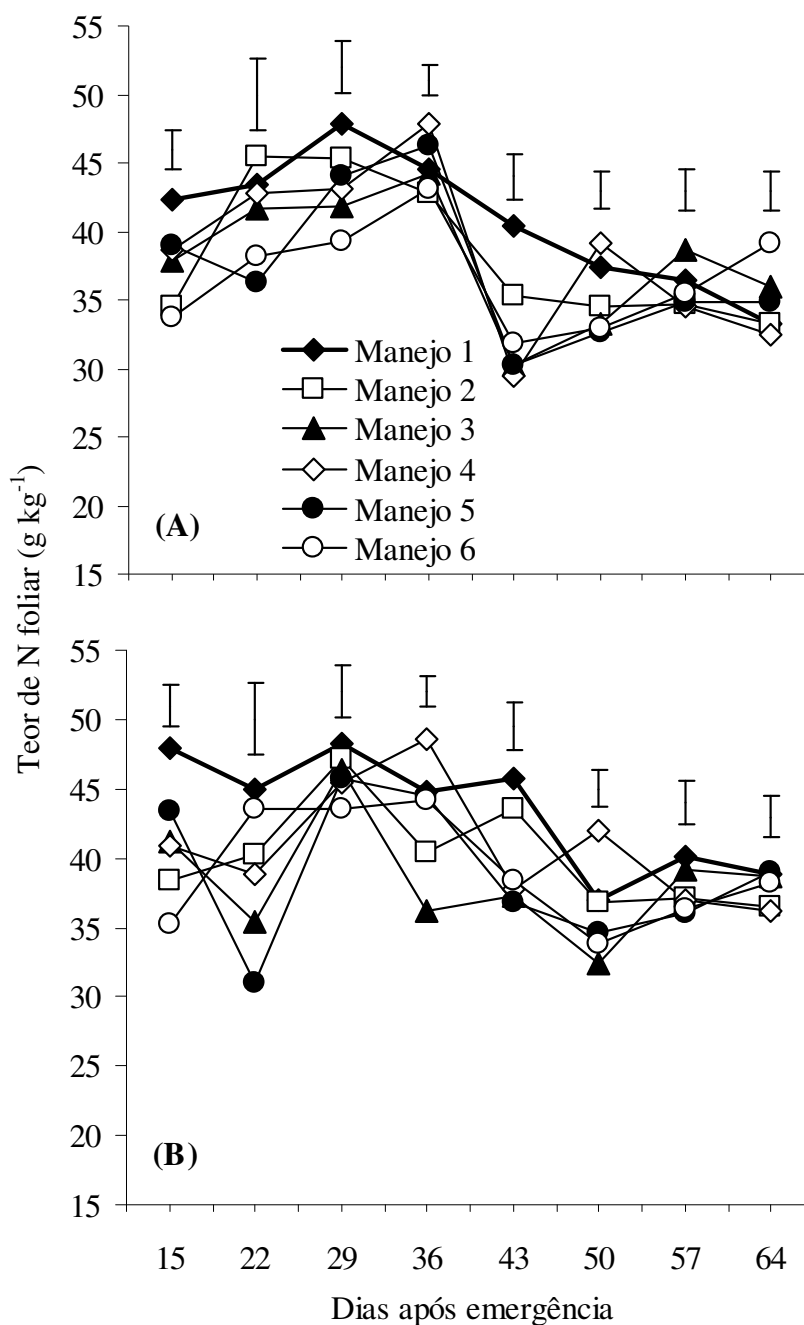 55
50
45
40
35
30
25
20
15
Manejo 1
Manejo 2
Manejo 3
Manejo 4
Manejo 5
Manejo 6
(A)
Teor de N foliar (g kg⁻¹)
55
50
45
40
35
30
25
20
15
(B)
15 22 29 36 43 50 57 64
Dias após emergência